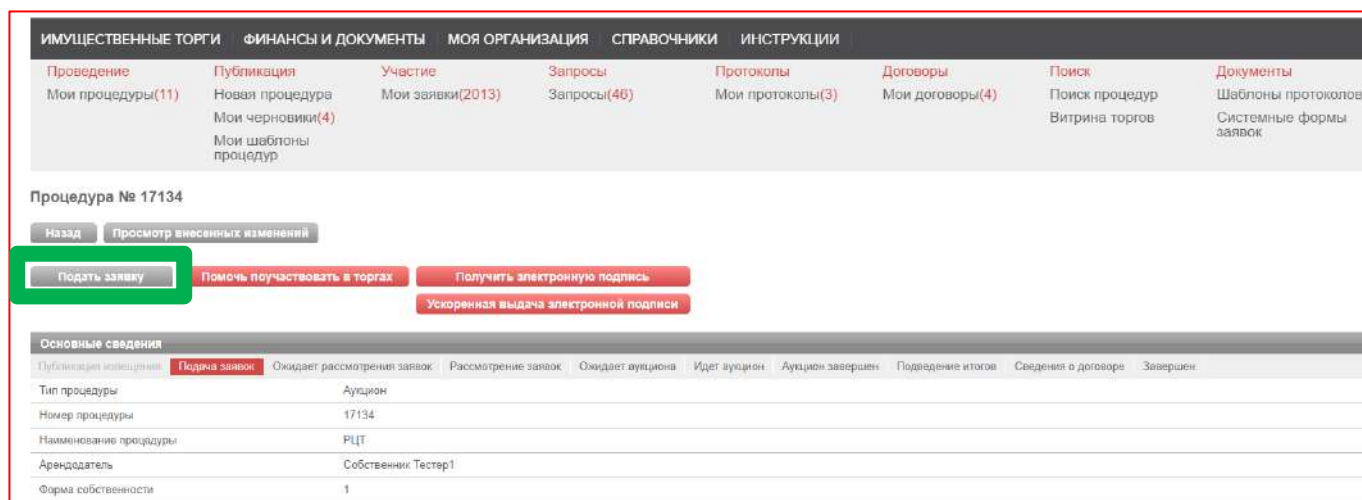 ИМУЩЕСТВЕННЫЕ ТОРГИ ФИНАНСЫ И ДОКУМЕНТЫ МОЯ ОРГАНИЗАЦИЯ СПРАВОЧНИКИ ИНСТРУКЦИИ
Проведение Публикация Участие Запросы Протоколы Договоры Поиск Документы
Мои процедуры(11) Новая процедура Мои заявки(2013) Запросы(46) Мои протоколы(3) Мои договоры(4) Поиск процедур Шаблоны протоколов
Мои черновики(4) Витрина торгов Системные формы
заявок
Мои шаблоны
процедур
Процедура № 17134
Назад Просмотр внесенных изменений
Подать заявку Помочь поучаствовать в торгах Получить электронную подпись
Ускоренная выдача электронной подписи
Основные сведения
Публикация извещения Подача заявок Ожидает рассмотрения заявок Рассмотрение заявок Ожидает аукциона Идет аукцион Аукцион завершен Подведение итогов Сведения о договоре Завершен
Тип процедуры Аукцион
Номер процедуры 17134
Наименование процедуры РЦТ
Арендодатель Собственник Тестер1
Форма собственности 1